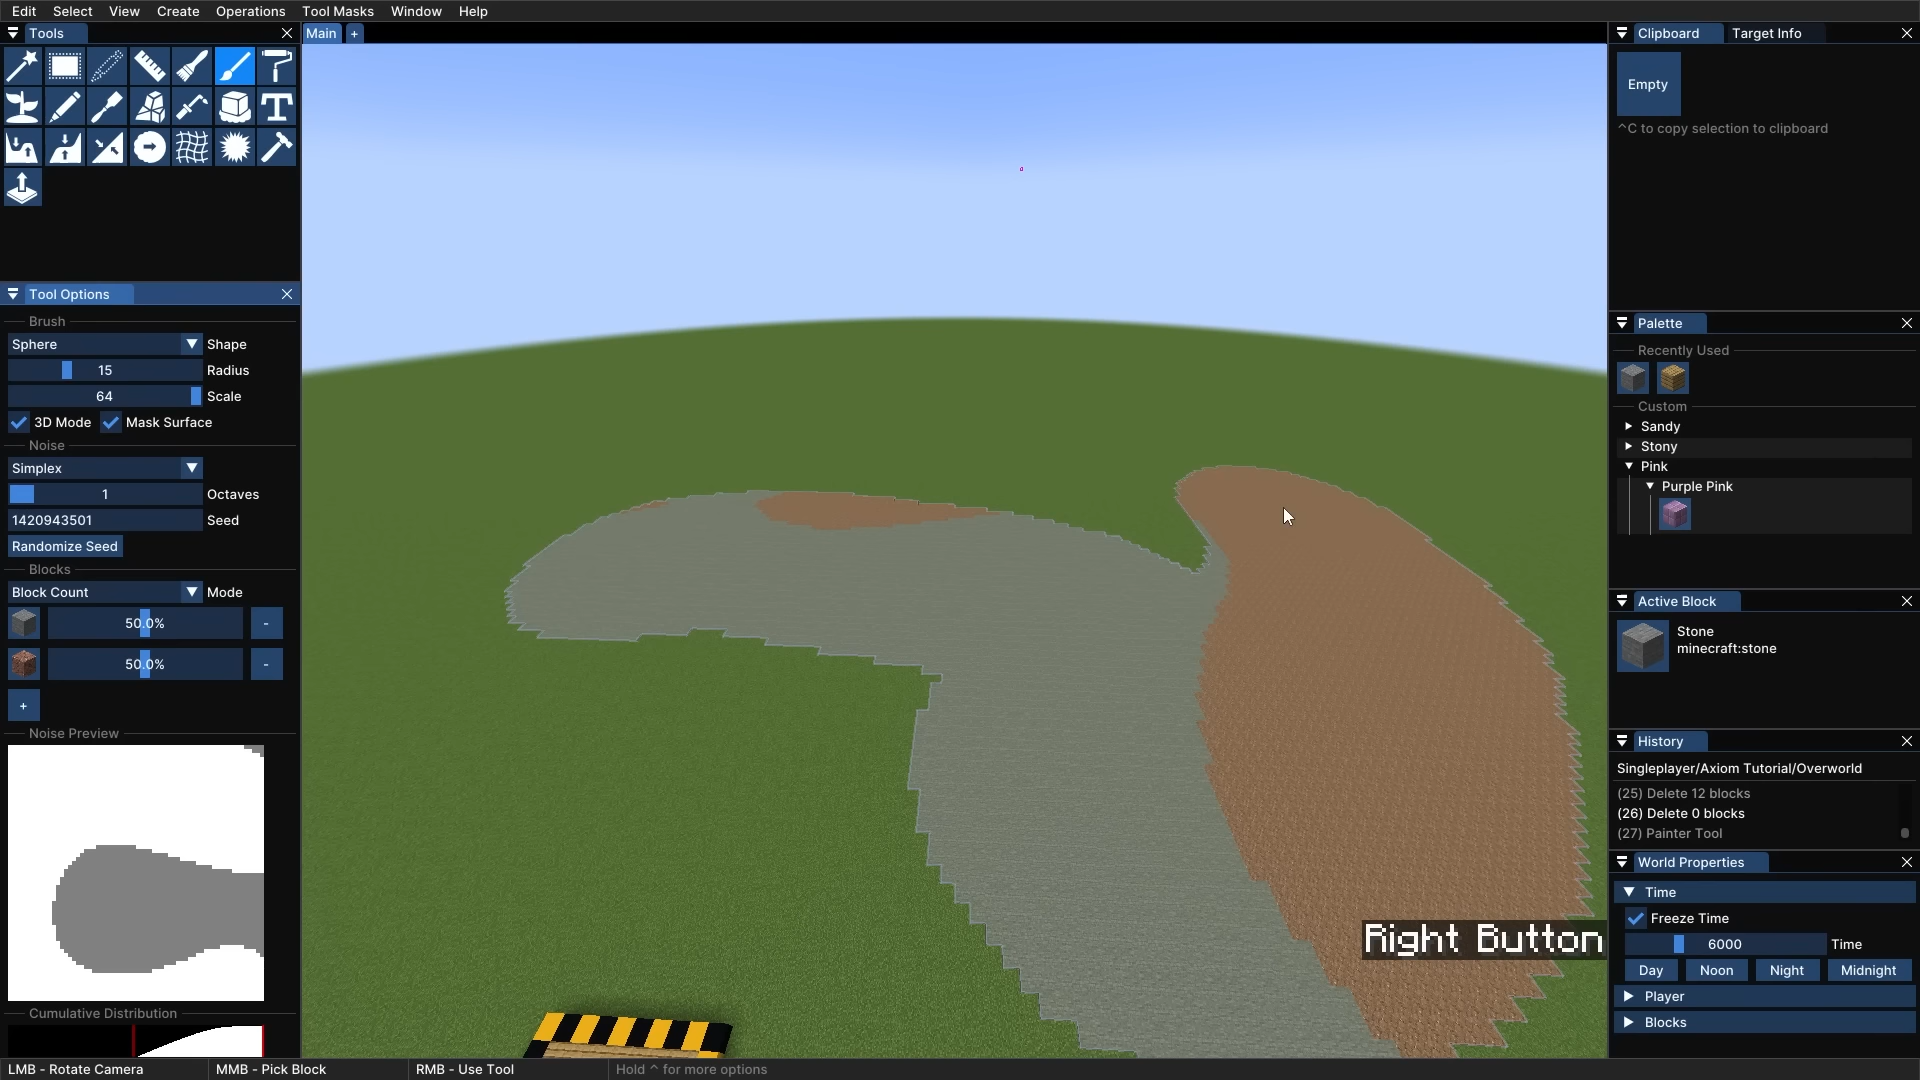 Edit Select View Create Operations Tool Masks Window Help
Tools
Main +
Clipboard Target Info
Empty
^C to copy selection to clipboard
Tool Options
Brush
Sphere Shape
15 Radius
64 Scale
3D Mode Mask Surface
Noise
Simplex
1 Octaves
1420943501 Seed
Randomize Seed
Blocks
Block Count Mode
50.0% -
50.0% -
+
Noise Preview
Cumulative Distribution
Palette
Recently Used
Custom
Sandy
Stony
Pink
Purple Pink
Active Block
Stone
minecraft:stone
History
Singleplayer/Axiom Tutorial/Overworld
(25) Delete 12 blocks
(26) Delete 0 blocks
(27) Painter Tool
World Properties
Time
Freeze Time
6000 Time
Day Noon Night Midnight
Player
Blocks
Right Button
LMB - Rotate Camera MMB - Pick Block RMB - Use Tool Hold ^ for more options